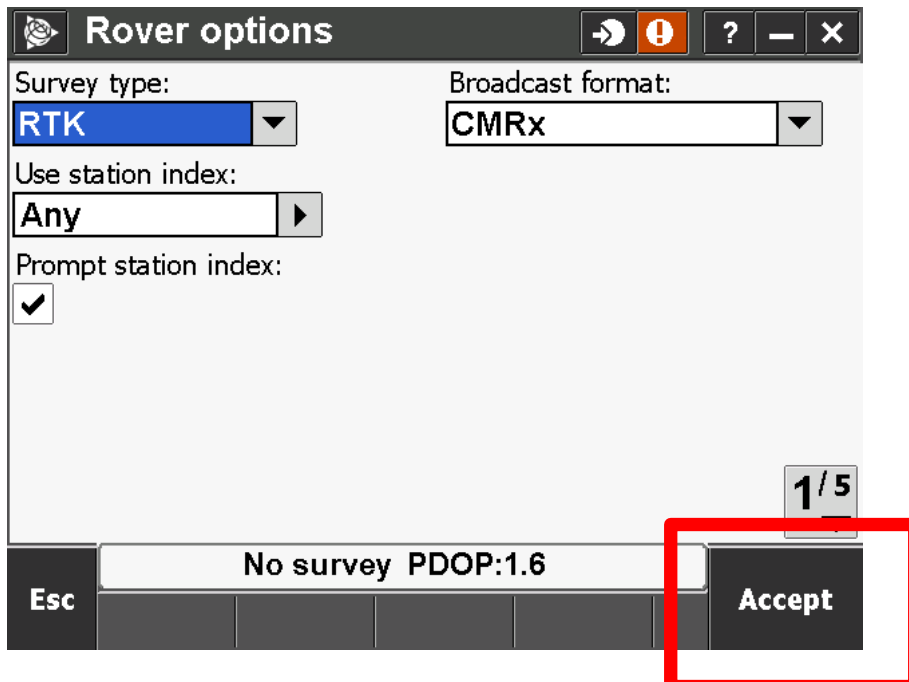 Rover options
?
Survey type:
RTK
Broadcast format:
CMRx
Use station index:
Any
Prompt station index:
1/5
No survey PDOP:1.6
Esc
Accept